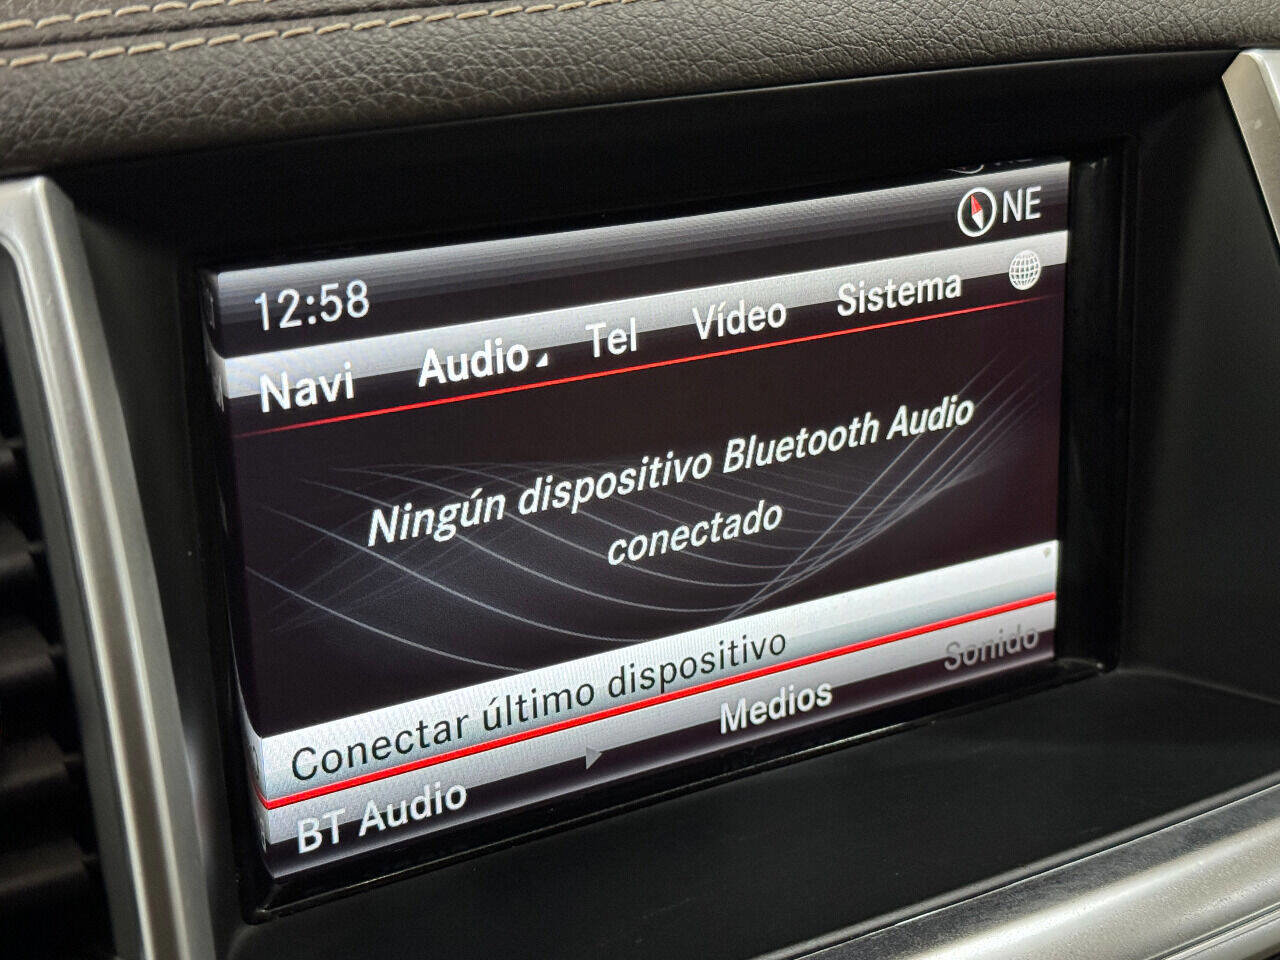 NE
12:58
Navi Audio Tel Vídeo Sistema
Ningún dispositivo Bluetooth Audio
conectado
Conectar último dispositivo
BT Audio Medios Sonido